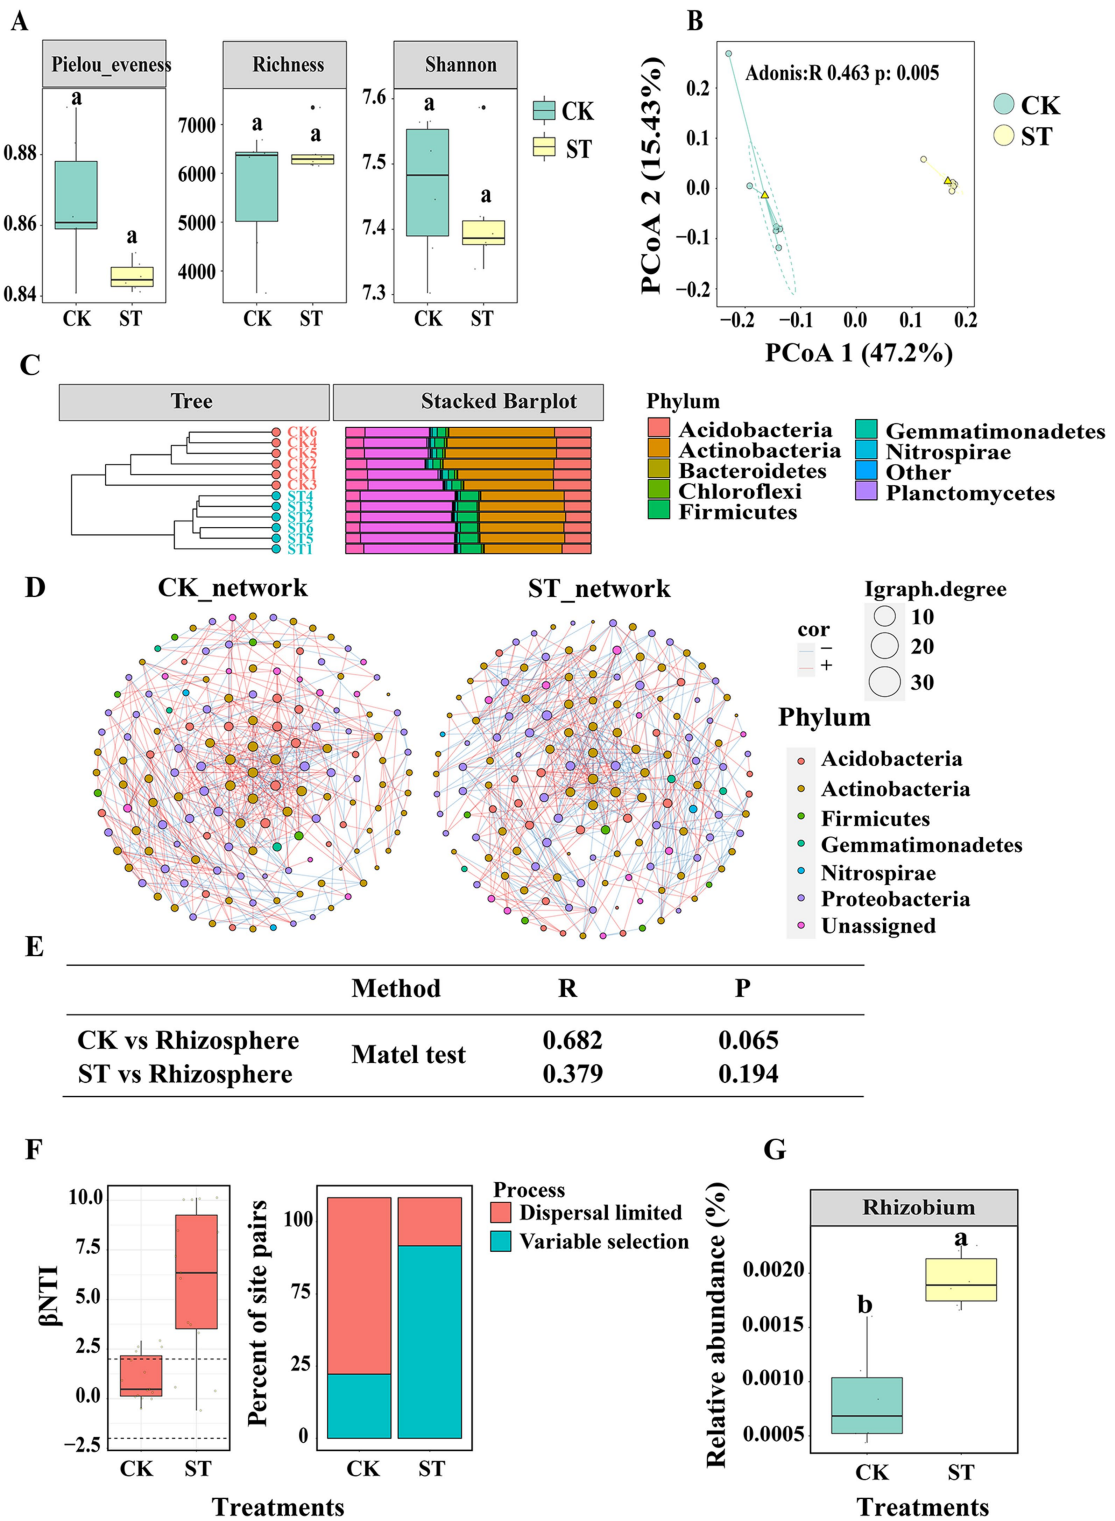 A
Pielou_eveness
Richness
Shannon
a
a
a
a
a
a
0.88
0.86
0.84
7000
6000
5000
4000
7.6
7.5
7.4
7.3
CK
ST
CK
ST
CK
ST
CK
ST
B
Adonis:R 0.463 p: 0.005
PCoA 2 (15.43%)
0.2
0.1
0.0
−0.1
−0.2
−0.2
−0.1
0.0
0.1
0.2
PCoA 1 (47.2%)
CK
ST
C
Tree
Stacked Barplot
CK6
CK4
CK5
CK2
CK1
CK3
ST4
ST3
ST2
ST6
ST5
ST1
Phylum
Acidobacteria
Actinobacteria
Bacteroidetes
Chloroflexi
Firmicutes
Gemmatimonadetes
Nitrospirae
Other
Planctomycetes
D
CK_network
ST_network
cor
−
+
Igraph.degree
10
20
30
Phylum
Acidobacteria
Actinobacteria
Firmicutes
Gemmatimonadetes
Nitrospirae
Proteobacteria
Unassigned
E
Method R P
CK vs Rhizosphere 0.682 0.065
Matel test
ST vs Rhizosphere 0.379 0.194
F
βNTI
10.0
7.5
5.0
2.5
0.0
−2.5
CK
ST
Percent of site pairs
100
75
50
25
0
CK
ST
Treatments
Process
Dispersal limited
Variable selection
G
Rhizobium
Relative abundance (%)
a
b
0.0020
0.0015
0.0010
0.0005
CK
ST
Treatments